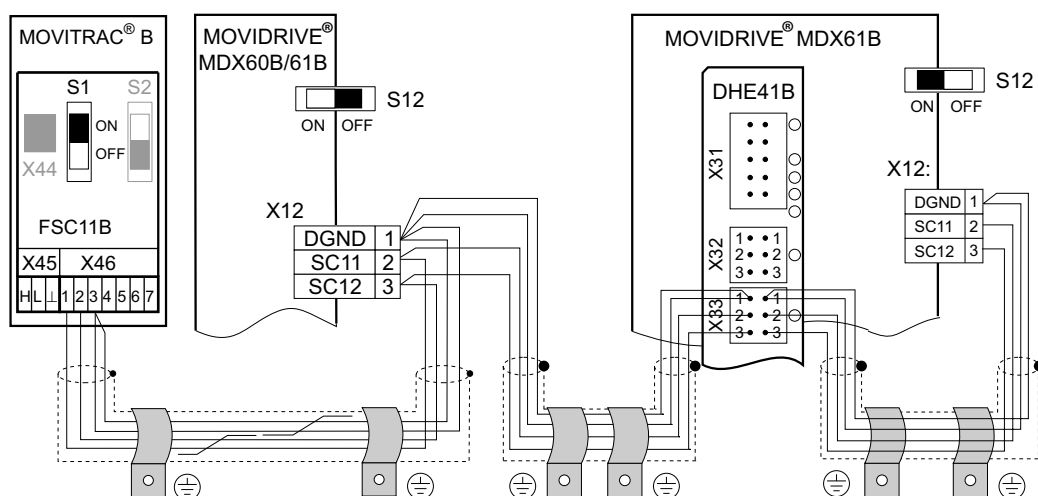 MOVITRAC® B
S1
S2
ON
OFF
X44
FSC11B
X45 X46
H L ⊥ 1 2 3 4 5 6 7
MOVIDRIVE®
MDX60B/61B
S12
ON OFF
X12
DGND 1
SC11 2
SC12 3
MOVIDRIVE® MDX61B
DHE41B
X31
X32
1 1
2 2
3 3
X33
1 1
2 2
3 3
S12
ON OFF
X12:
DGND 1
SC11 2
SC12 3